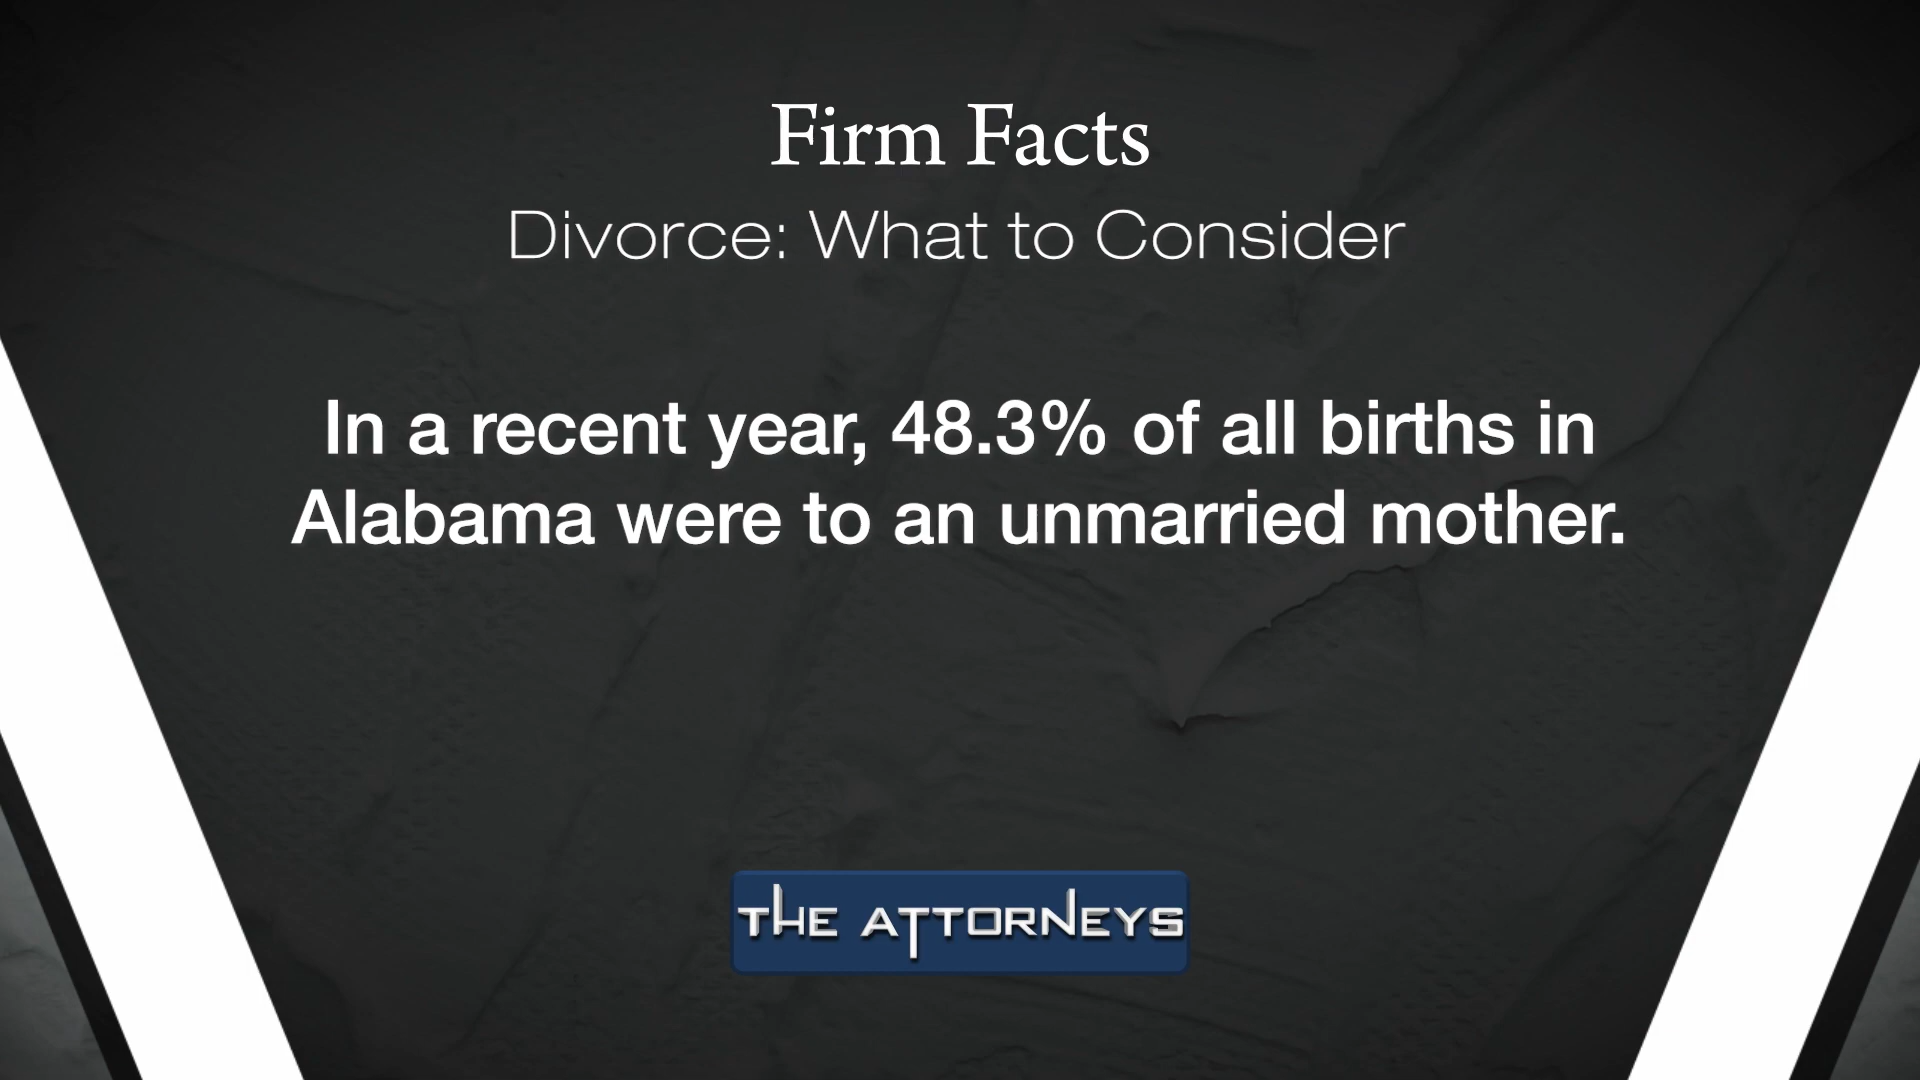 Firm Facts
Divorce: What to Consider
In a recent year, 48.3% of all births in
Alabama were to an unmarried mother.
THE ATTORNEYS